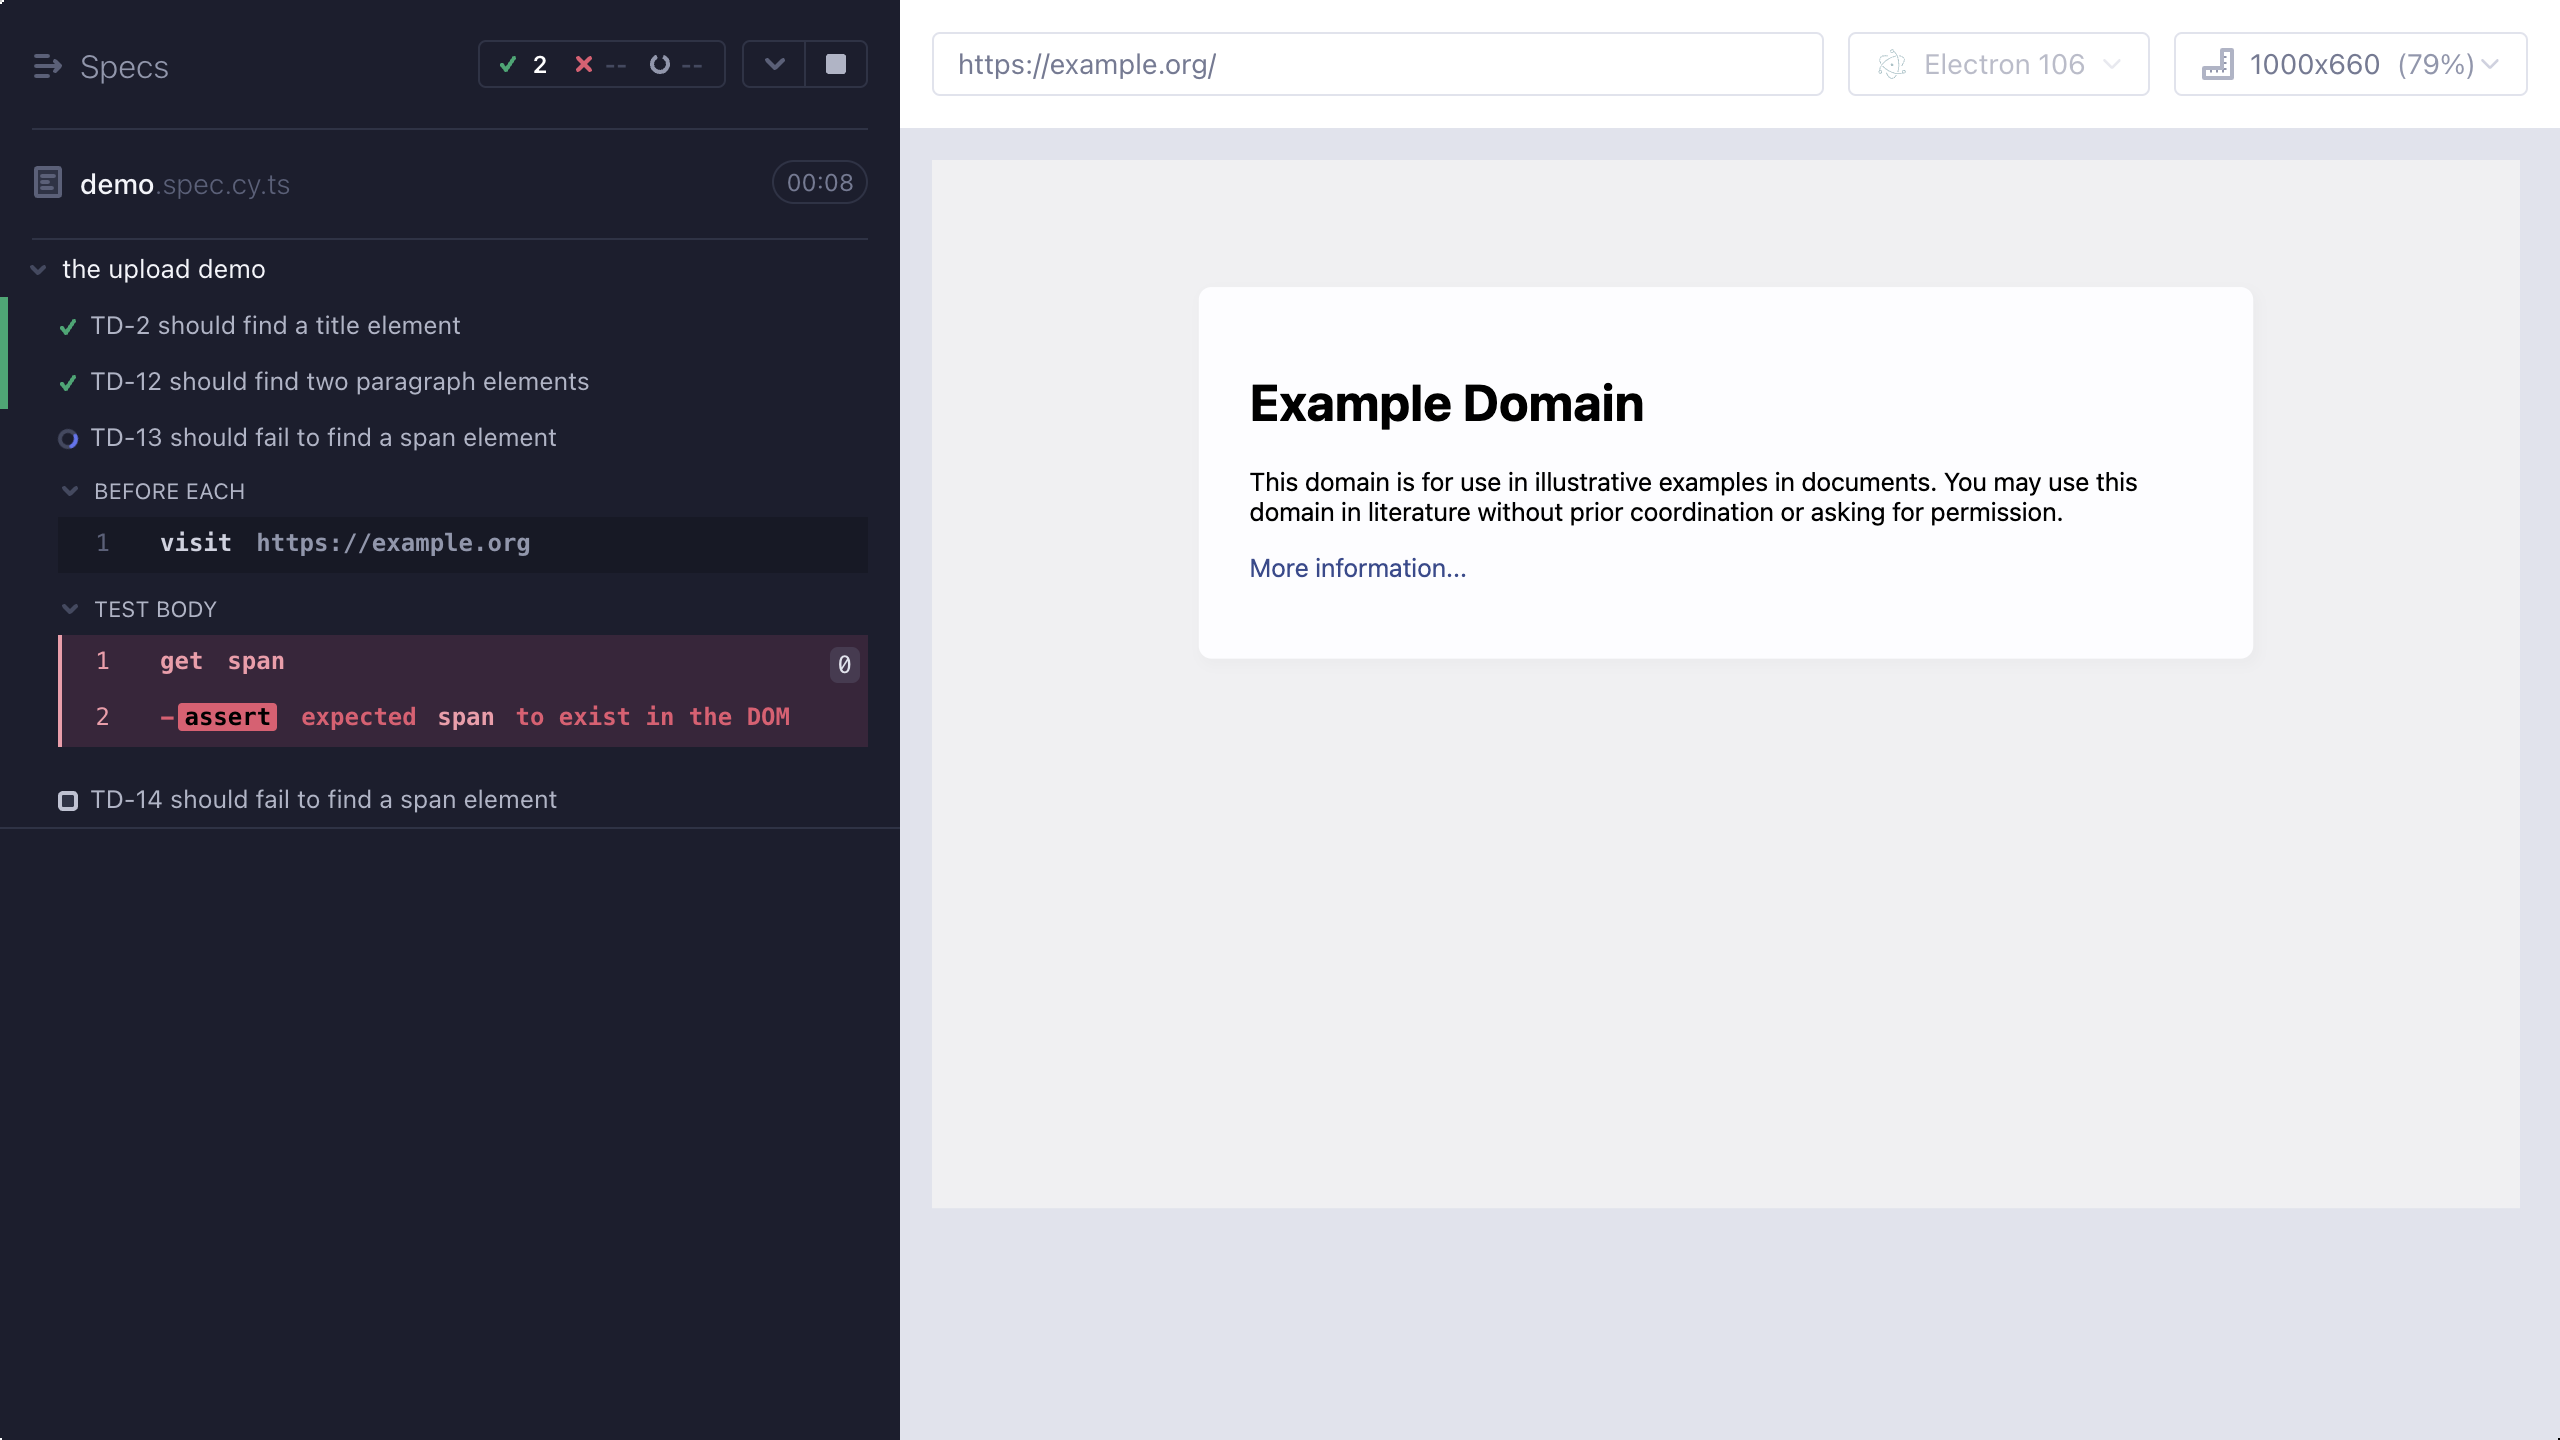 Specs
2 -- --
demo.spec.cy.ts
00:08
the upload demo
TD-2 should find a title element
TD-12 should find two paragraph elements
TD-13 should fail to find a span element
BEFORE EACH
1 visit https://example.org
TEST BODY
1 get span 0
2 -assert expected span to exist in the DOM
TD-14 should fail to find a span element
https://example.org/
Electron 106
1000x660 (79%)
Example Domain
This domain is for use in illustrative examples in documents. You may use this
domain in literature without prior coordination or asking for permission.
More information...